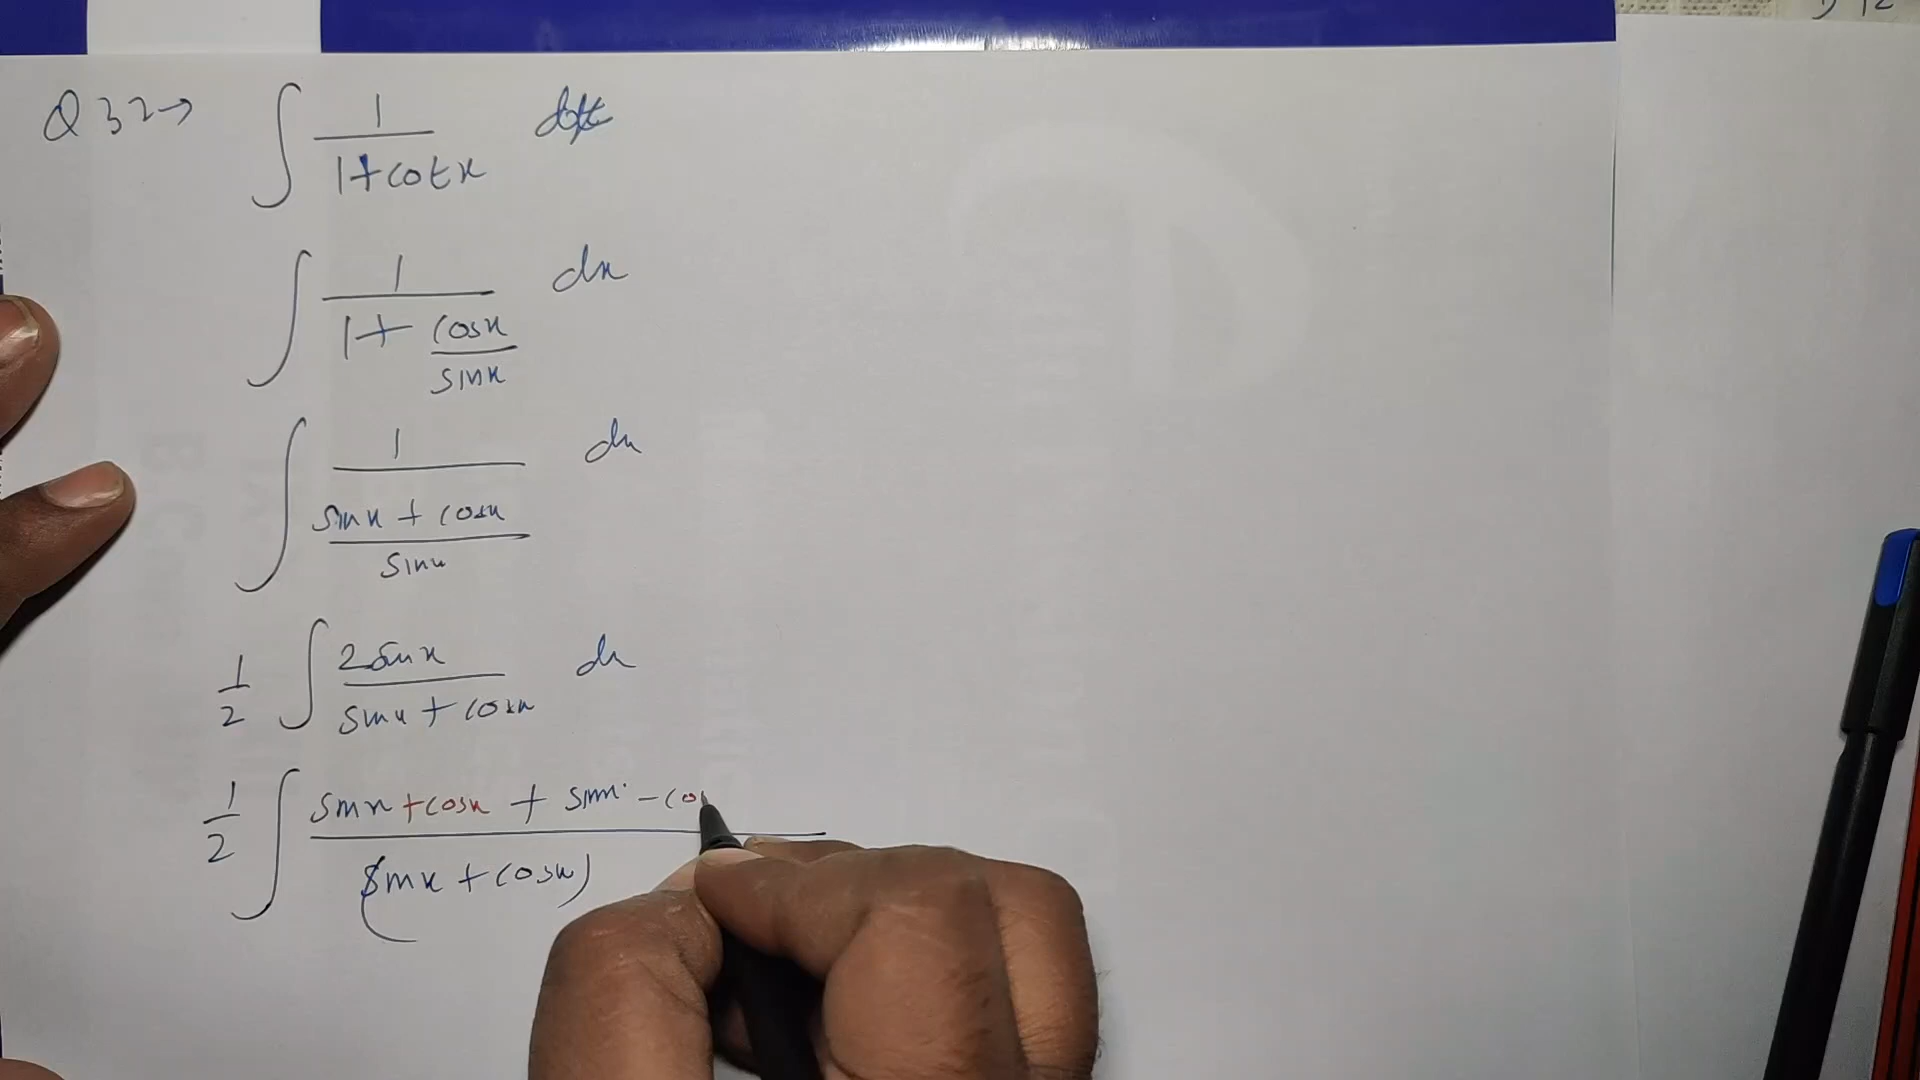 Q 32→ ∫ 1 / 1+cotx dx
∫ 1 / 1+ cosx/sinx dx
∫ 1 / (sinx + cosx)/sinx dx
1/2 ∫ 2sinx / sinx + cosx dx
1/2 ∫ sinx+cosx + sinx - cos / (sinx + cosx)